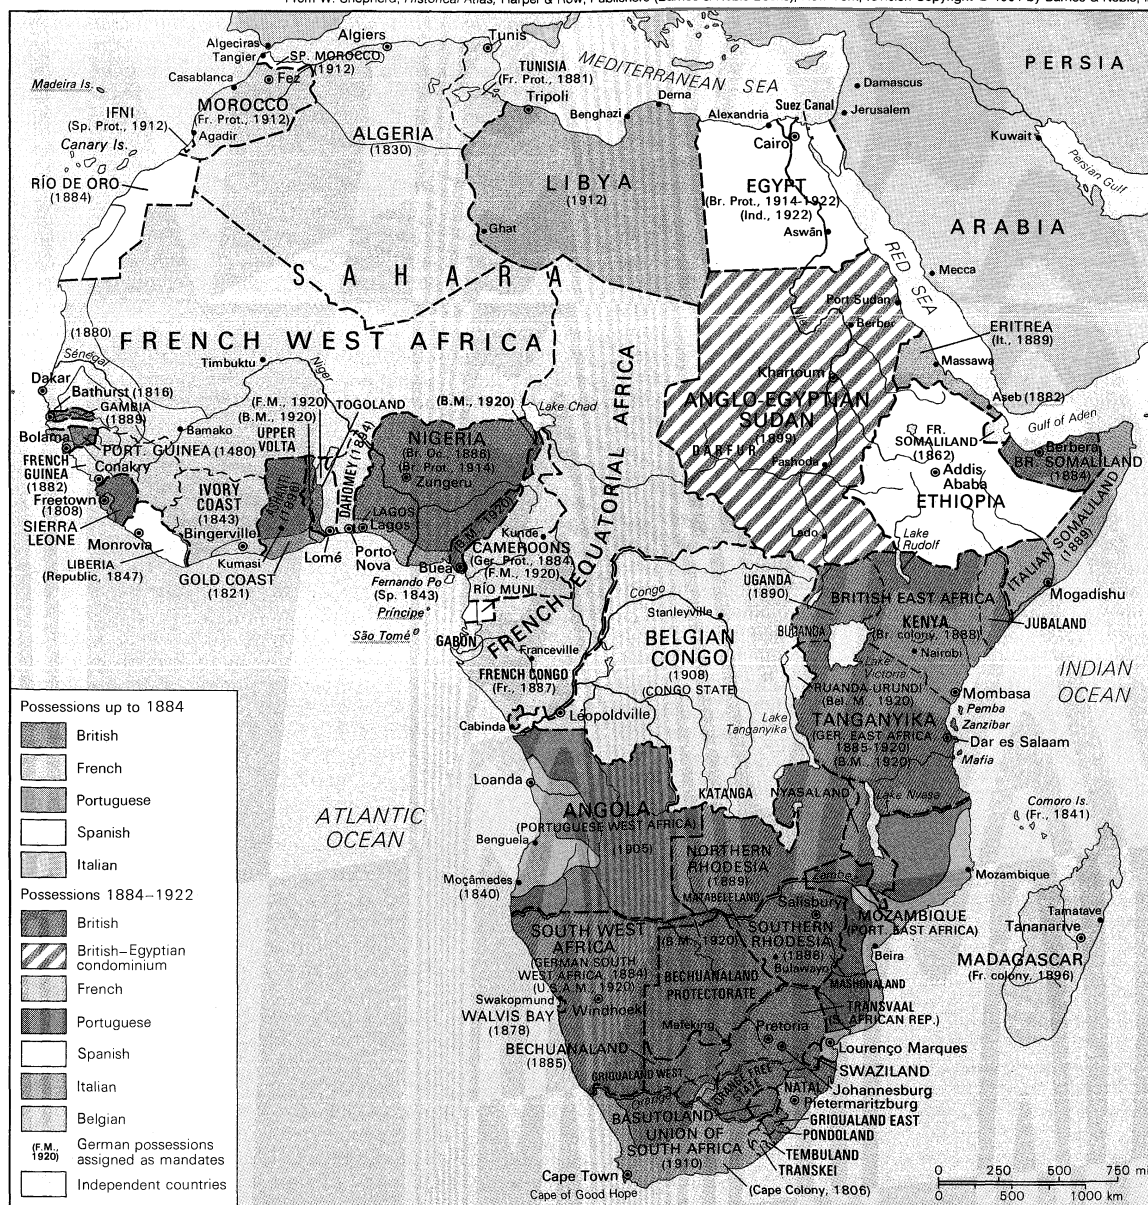 From W. Shepherd, Historical Atlas, Harper & Row, Publishers
PERSIA
Algiers
Tunis
Algeciras
Tangier
SP. MOROCCO
(1912)
Fez
Casablanca
Madeira Is.
MOROCCO
(Fr. Prot., 1912)
IFNI
(Sp. Prot., 1912)
Agadir
Canary Is.
RÍO DE ORO
(1884)
ALGERIA
(1830)
TUNISIA
(Fr. Prot., 1881)
Tripoli
MEDITERRANEAN SEA
Benghazi
Derna
Alexandria
Suez Canal
Cairo
Damascus
Jerusalem
Kuwait
Persian Gulf
LIBYA
(1912)
Ghat
EGYPT
(Br. Prot., 1914-1922)
(Ind., 1922)
Aswân
ARABIA
RED SEA
Mecca
SAHARA
(1880)
FRENCH WEST AFRICA
Sénégal
Timbuktu
Niger
Dakar
Bathurst (1816)
GAMBIA
(1889)
Bolama
PORT. GUINEA (1480)
Bamako
FRENCH
GUINEA
(1882)
Conakry
Freetown
(1808)
SIERRA
LEONE
Monrovia
LIBERIA
(Republic, 1847)
IVORY
COAST
(1843)
Bingerville
Kumasi
GOLD COAST
(1821)
UPPER
VOLTA
(F.M., 1920)
(B.M., 1920)
TOGOLAND
DAHOMEY
Lomé
Porto-
Nova
(B.M., 1920)
Lake Chad
NIGERIA
(Br. Oc., 1886)
(Br. Prot. 1914)
Zungeru
LAGOS
Lagos
Buea
(B.M., 1920)
Fernando Po
(Sp. 1843)
Príncipe
São Tomé
Kunde
CAMEROONS
(Ger. Prot., 1884)
(F.M., 1920)
RÍO MUNI
GABÓN
FRENCH EQUATORIAL AFRICA
Franceville
FRENCH CONGO
(Fr., 1887)
Cabinda
Léopoldville
Port Sudan
Nile
Berber
Khartoum
ANGLO-EGYPTIAN
SUDAN
(1899)
DARFUR
Fashoda
Lado
ERITREA
(It., 1889)
Massawa
Aseb (1882)
Gulf of Aden
FR.
SOMALILAND
(1862)
Berbera
BR. SOMALILAND
(1884)
Addis
Ababa
ETHIOPIA
ITALIAN SOMALILAND
(1889)
Lake
Rudolf
Mogadishu
UGANDA
(1890)
BRITISH EAST AFRICA
KENYA
(Br. colony, 1888)
JUBALAND
BUGANDA
Nairobi
Lake
Victoria
Congo
Stanleyville
BELGIAN
CONGO
(1908)
(CONGO STATE)
RUANDA-URUNDI
(Bel. M., 1920)
Lake
Tanganyika
TANGANYIKA
(GER. EAST AFRICA,
1885-1920)
(B.M., 1920)
Mombasa
Pemba
Zanzibar
Dar es Salaam
Mafia
INDIAN
OCEAN
KATANGA
NYASALAND
Lake Nyasa
Comoro Is.
(Fr., 1841)
ATLANTIC
OCEAN
Loanda
ANGOLA
(PORTUGUESE WEST AFRICA)
(1905)
Benguela
Moçâmedes
(1840)
NORTHERN
RHODESIA
(1889)
MATABELELAND
Salisbury
SOUTHERN
RHODESIA
(1888)
Bulawayo
Mozambique
MOZAMBIQUE
(PORT. EAST AFRICA)
Beira
MASHONALAND
Tamatave
Tananarive
MADAGASCAR
(Fr. colony, 1896)
SOUTH WEST
AFRICA
(GERMAN SOUTH
WEST AFRICA, 1884)
(U.S.A.M., 1920)
Windhoek
Swakopmund
WALVIS BAY
(1878)
(B.M., 1920)
BECHUANALAND
PROTECTORATE
BECHUANALAND
(1885)
TRANSVAAL
(S. AFRICAN REP.)
Mafeking
Pretoria
Lourenço Marques
SWAZILAND
Johannesburg
GRIQUALAND WEST
Orange
ORANGE FREE
STATE
NATAL
Pietermaritzburg
BASUTOLAND
GRIQUALAND EAST
PONDOLAND
UNION OF
SOUTH AFRICA
(1910)
TEMBULAND
TRANSKEI
Cape Town
Cape of Good Hope
(Cape Colony, 1806)
0 250 500 750 mi
0 500 1000 km
Possessions up to 1884
British
French
Portuguese
Spanish
Italian
Possessions 1884–1922
British
British–Egyptian
condominium
French
Portuguese
Spanish
Italian
Belgian
(F.M.,
1920)
German possessions
assigned as mandates
Independent countries